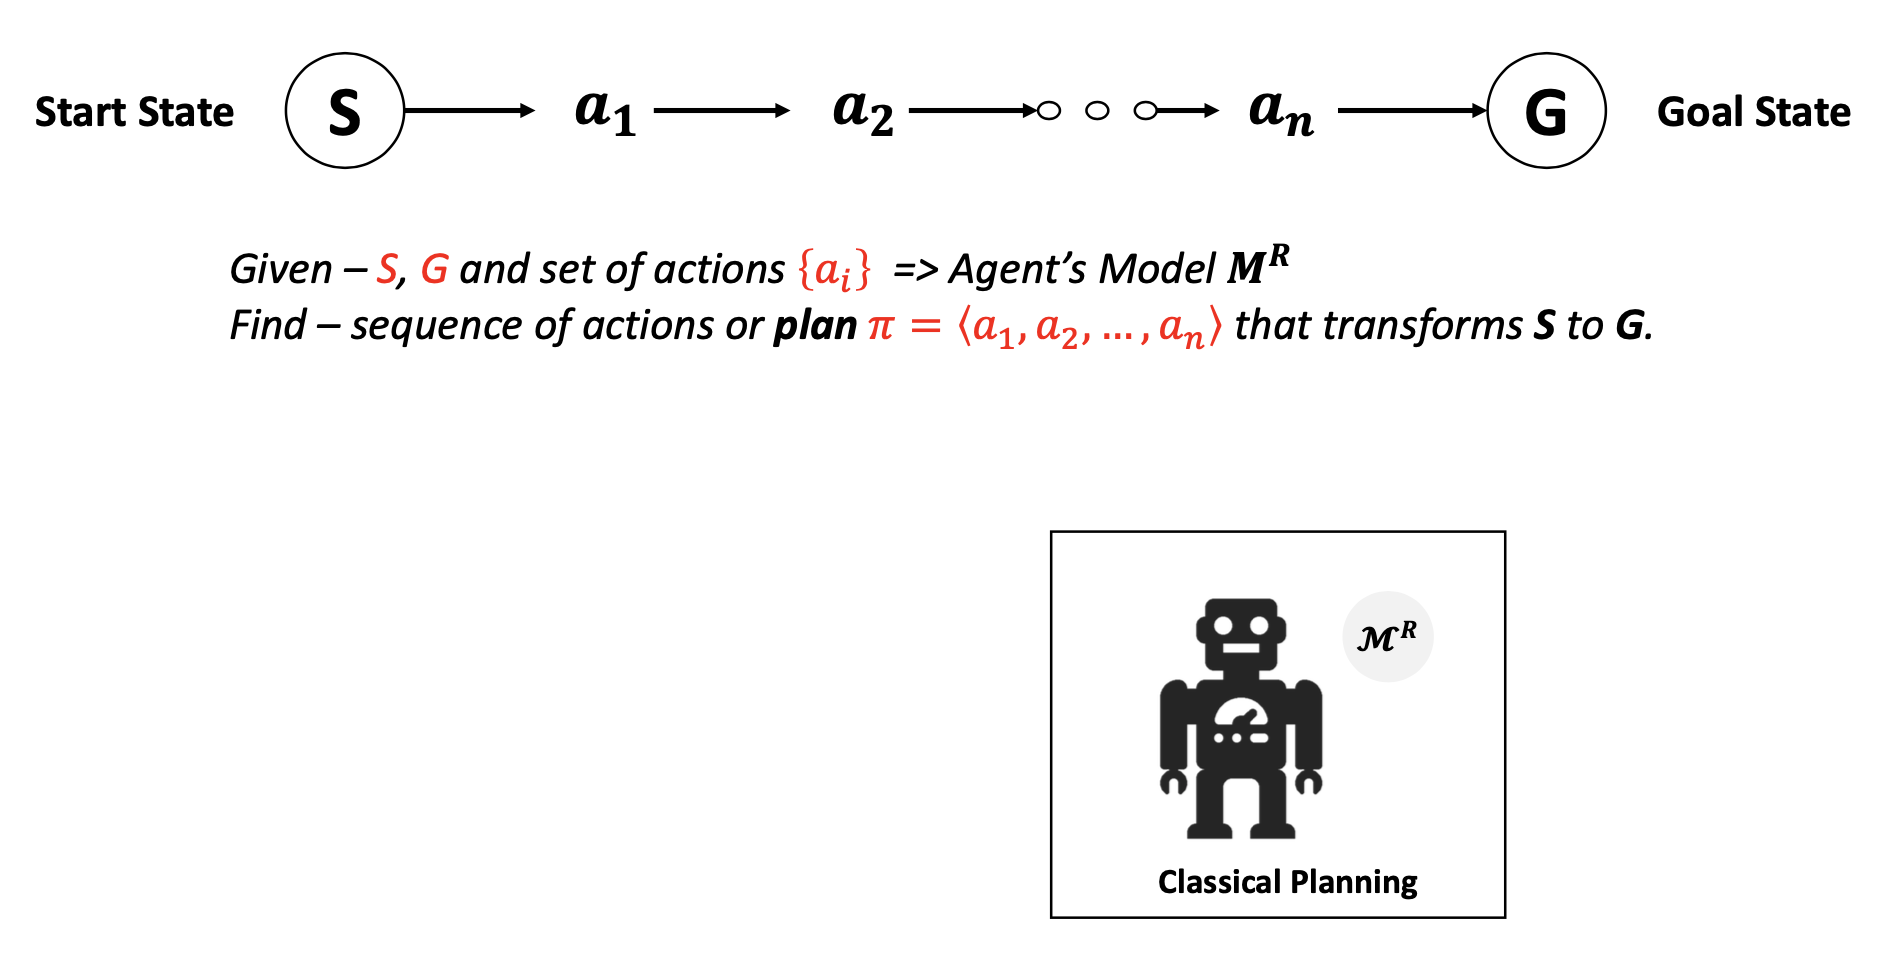 Start State S a₁ a₂ aₙ G Goal State
Given – S, G and set of actions {aᵢ} => Agent's Model Mᴿ
Find – sequence of actions or plan π = ⟨a₁, a₂, … , aₙ⟩ that transforms S to G.
ℳᴿ
Classical Planning